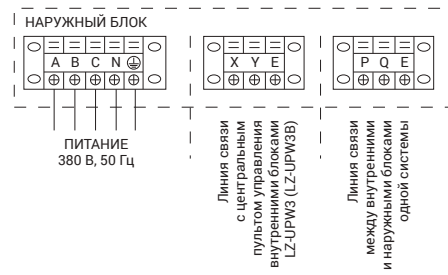 НАРУЖНЫЙ БЛОК
A B C N
X Y E
P Q E
ПИТАНИЕ
380 В, 50 Гц
Линия связи
с центральным
пультом управления
внутренними блоками
LZ-UPW3 (LZ-UPW3B)
Линия связи
между внутренними
и наружными блоками
одной системы